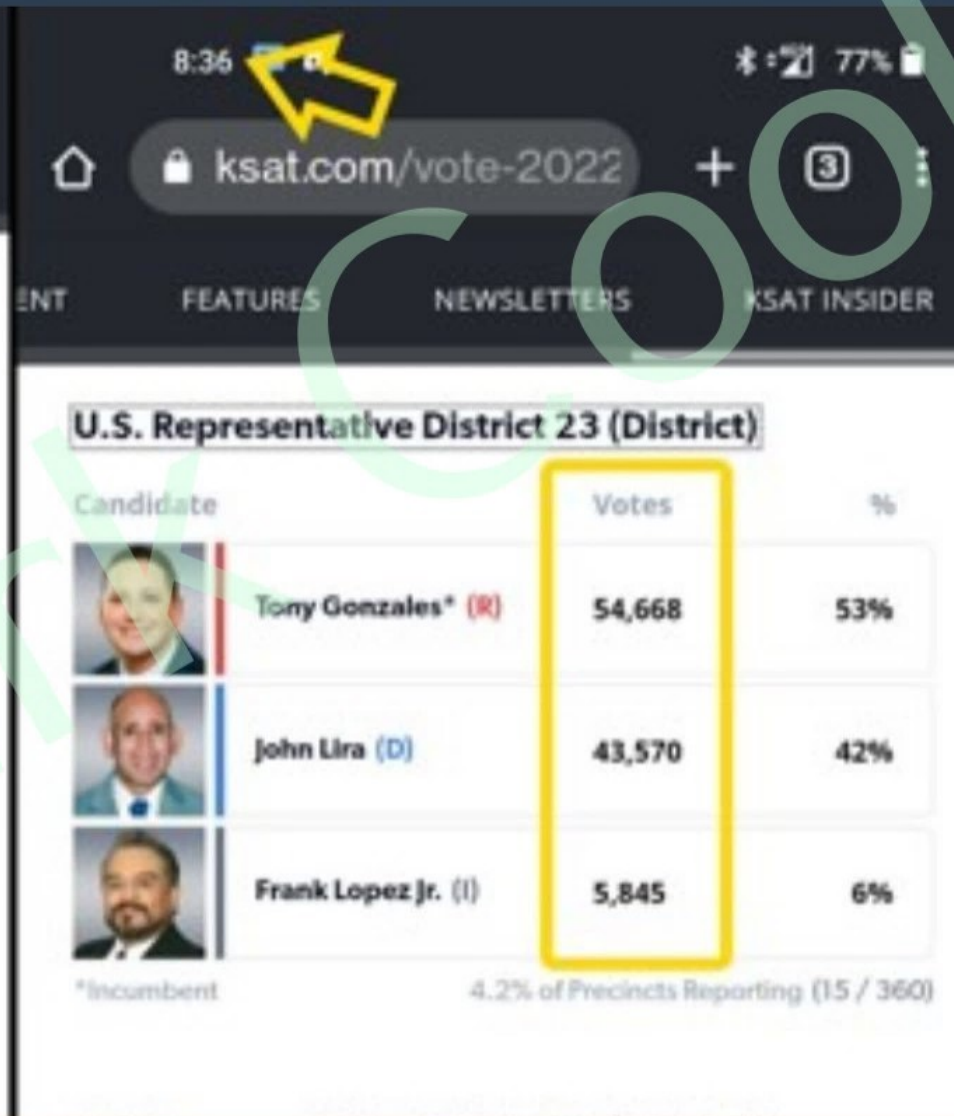 8:36 77%
ksat.com/vote-2022 3
ENT FEATURES NEWSLETTERS KSAT INSIDER
U.S. Representative District 23 (District)
Candidate Votes %
Tony Gonzales* (R) 54,668 53%
John Lira (D) 43,570 42%
Frank Lopez Jr. (I) 5,845 6%
*Incumbent 4.2% of Precincts Reporting (15 / 360)